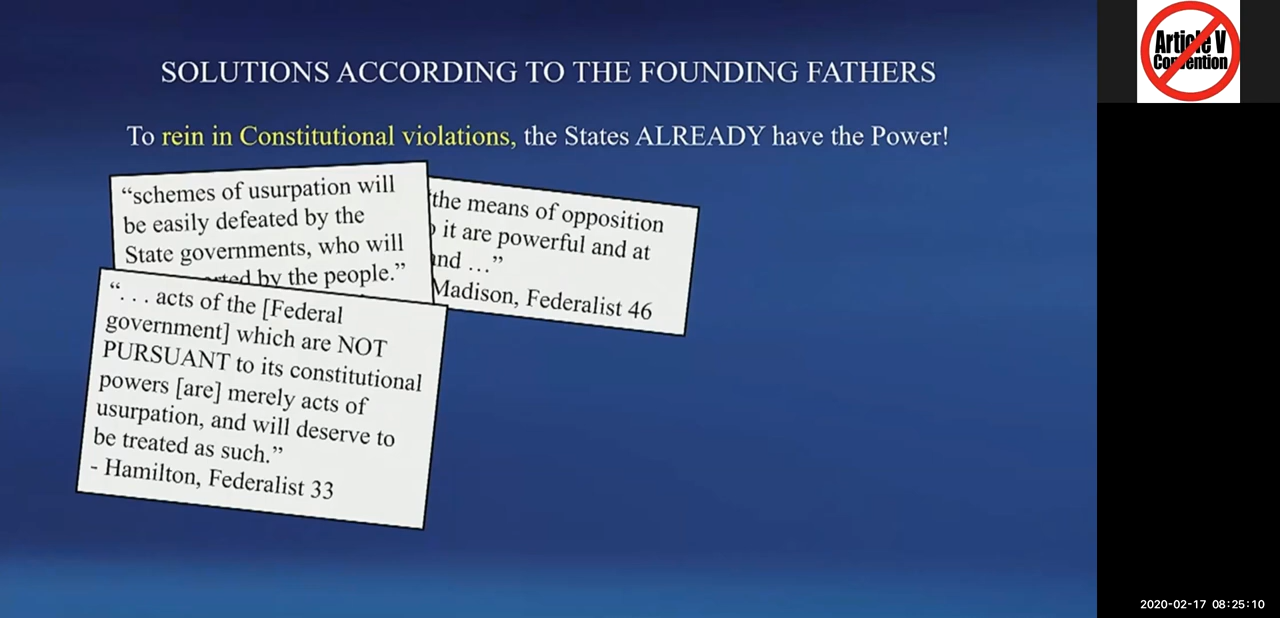 SOLUTIONS ACCORDING TO THE FOUNDING FATHERS
To rein in Constitutional violations, the States ALREADY have the Power!
“schemes of usurpation will
be easily defeated by the
State governments, who will
by the people.”
the means of opposition
it are powerful and at
…”
Madison, Federalist 46
“. . . acts of the [Federal
government] which are NOT
PURSUANT to its constitutional
powers [are] merely acts of
usurpation, and will deserve to
be treated as such.”
- Hamilton, Federalist 33
Article V
Convention
2020-02-17 08:25:10